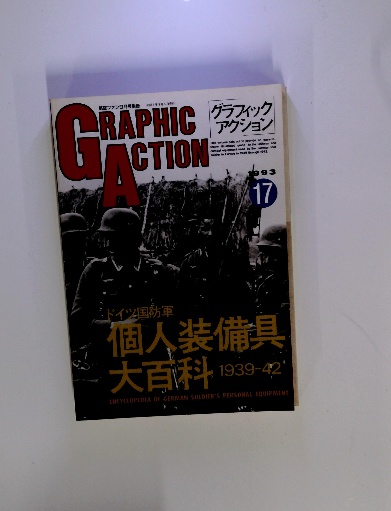 GRAPHIC
ACTION
グラフィック
アクション
1993
17
ドイツ国防軍
個人装備具
大百科 1939-42
ENCYCLOPEDIA OF GERMAN SOLDIER'S PERSONAL EQUIPMENT